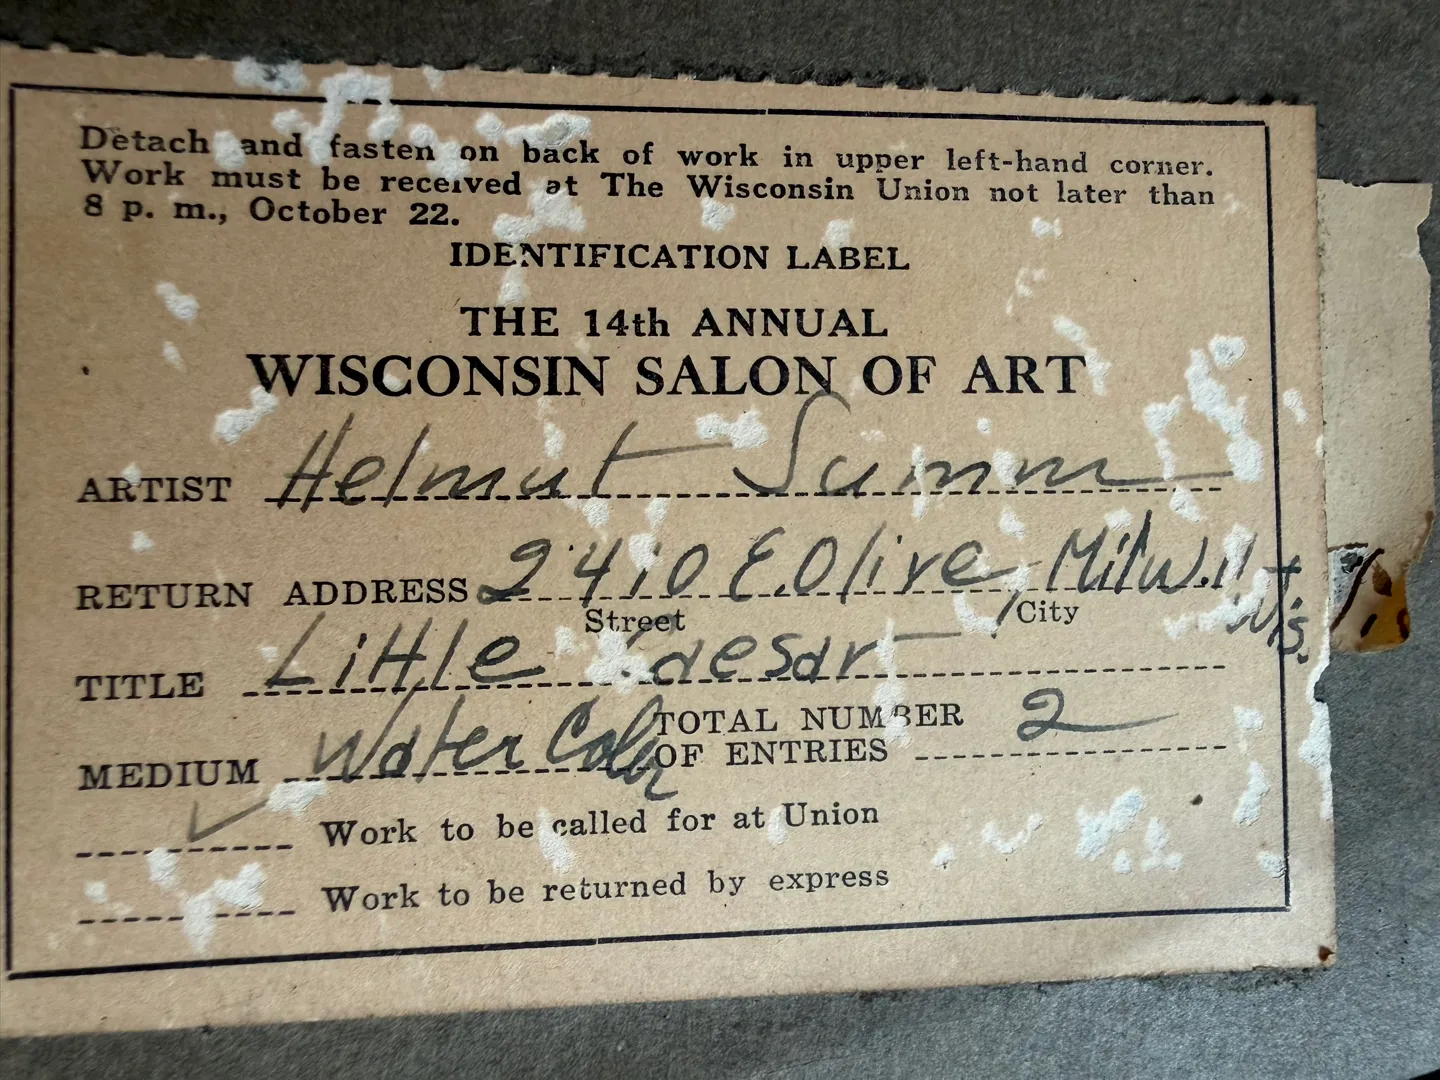 Detach and fasten on back of work in upper left-hand corner.
Work must be received at The Wisconsin Union not later than
8 p. m., October 22.
IDENTIFICATION LABEL
THE 14th ANNUAL
WISCONSIN SALON OF ART
ARTIST Helmut Summ
RETURN ADDRESS 2410 E. Olive, Milw. 11
Street City Wis.
TITLE Little Caesar
MEDIUM Water Color TOTAL NUMBER OF ENTRIES 2
Work to be called for at Union
Work to be returned by express